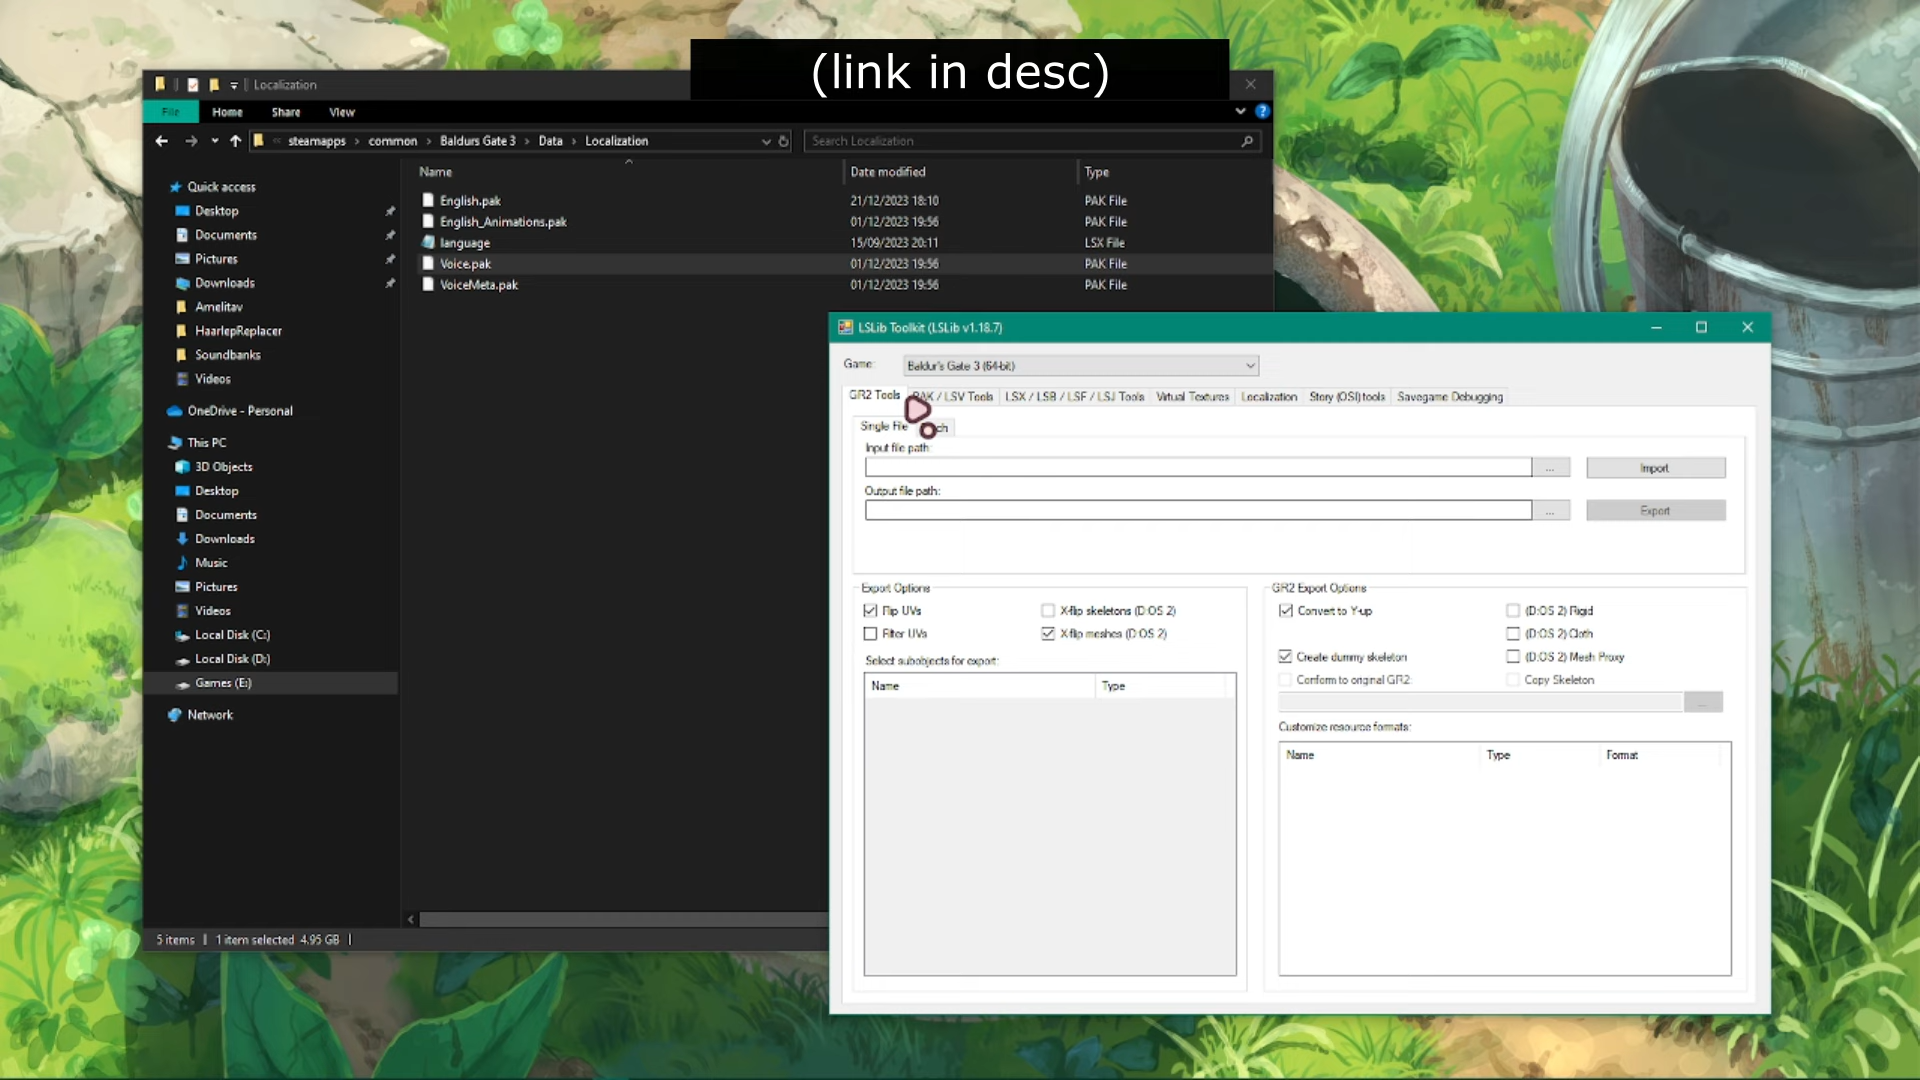 (link in desc)
Localization
File Home Share View
steamapps > common > Baldurs Gate 3 > Data > Localization
Search Localization
Quick access
Desktop
Documents
Pictures
Downloads
Amelitav
HaarlepReplacer
Soundbanks
Videos
OneDrive - Personal
This PC
3D Objects
Desktop
Documents
Downloads
Music
Pictures
Videos
Local Disk (C:)
Local Disk (D:)
Games (E:)
Network
Name Date modified Type
English.pak 21/12/2023 18:10 PAK File
English_Animations.pak 01/12/2023 19:56 PAK File
language 15/09/2023 20:11 LSX File
Voice.pak 01/12/2023 19:56 PAK File
VoiceMeta.pak 01/12/2023 19:56 PAK File
5 items 1 item selected 4.95 GB
LSLib Toolkit (LSLib v1.18.7)
Game: Baldur's Gate 3 (64-bit)
GR2 Tools PAK / LSV Tools LSX / LSB / LSF / LSJ Tools Virtual Textures Localization Story (OSI) tools Savegame Debugging
Single File
Input file path:
... Import
Output file path:
... Export
Export Options
Flip UVs X-flip skeletons (D:OS 2)
Filter UVs X-flip meshes (D:OS 2)
Select subobjects for export:
Name Type
GR2 Export Options
Convert to Y-up (D:OS 2) Rigid
(D:OS 2) Cloth
Create dummy skeleton (D:OS 2) Mesh Proxy
Conform to original GR2: Copy Skeleton
...
Customize resource formats:
Name Type Format